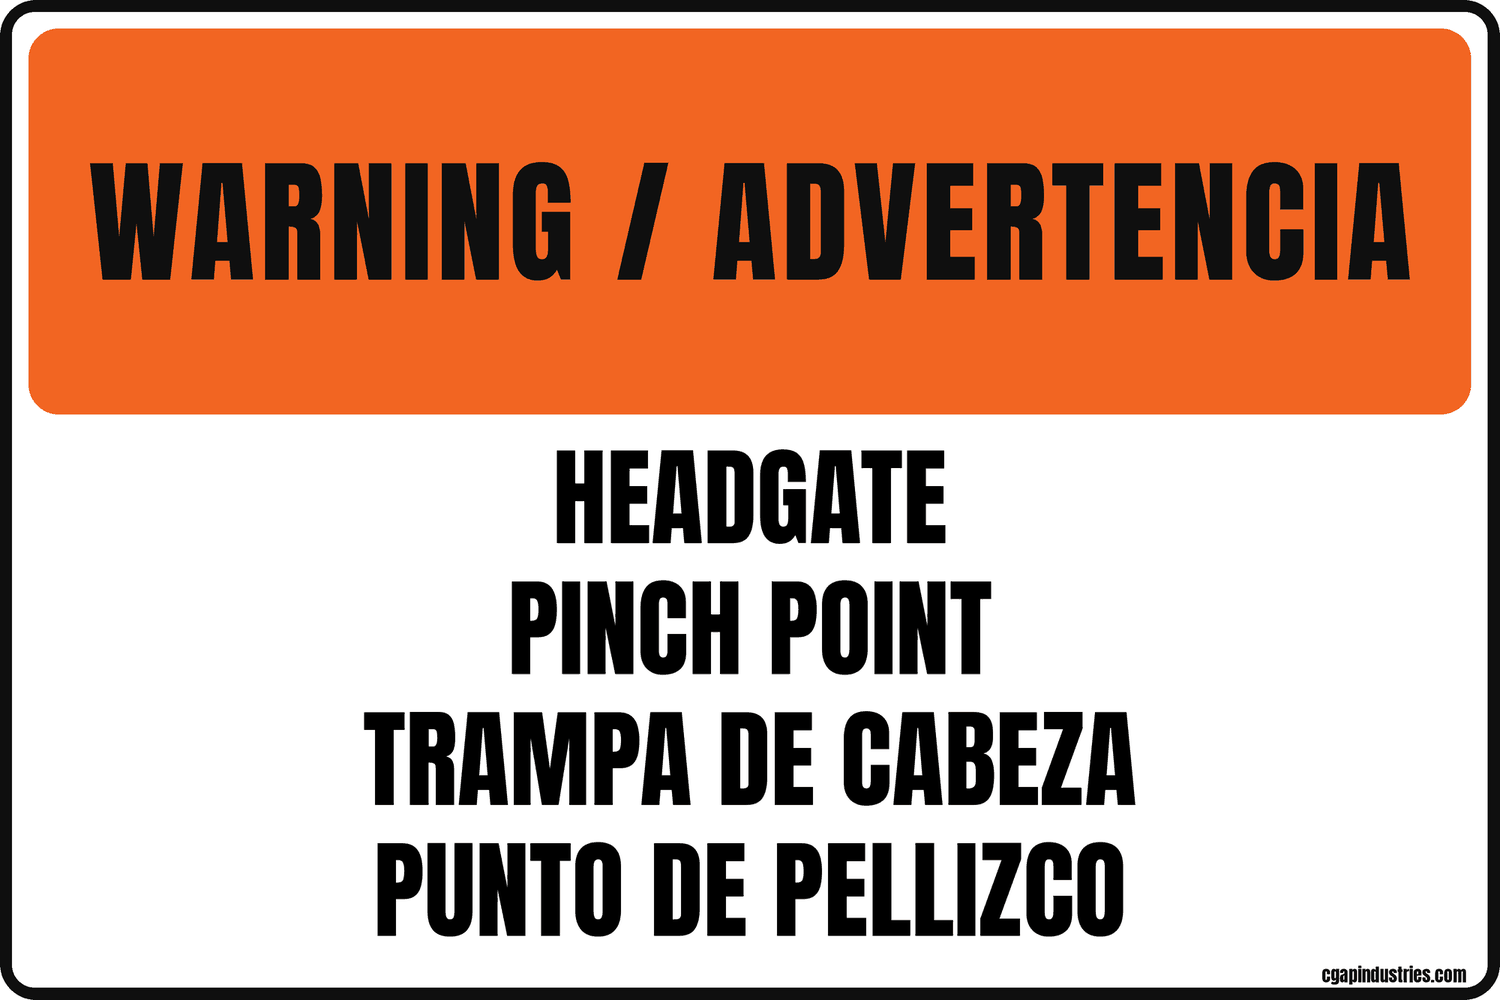 WARNING / ADVERTENCIA
HEADGATE
PINCH POINT
TRAMPA DE CABEZA
PUNTO DE PELLIZCO
cgapindustries.com